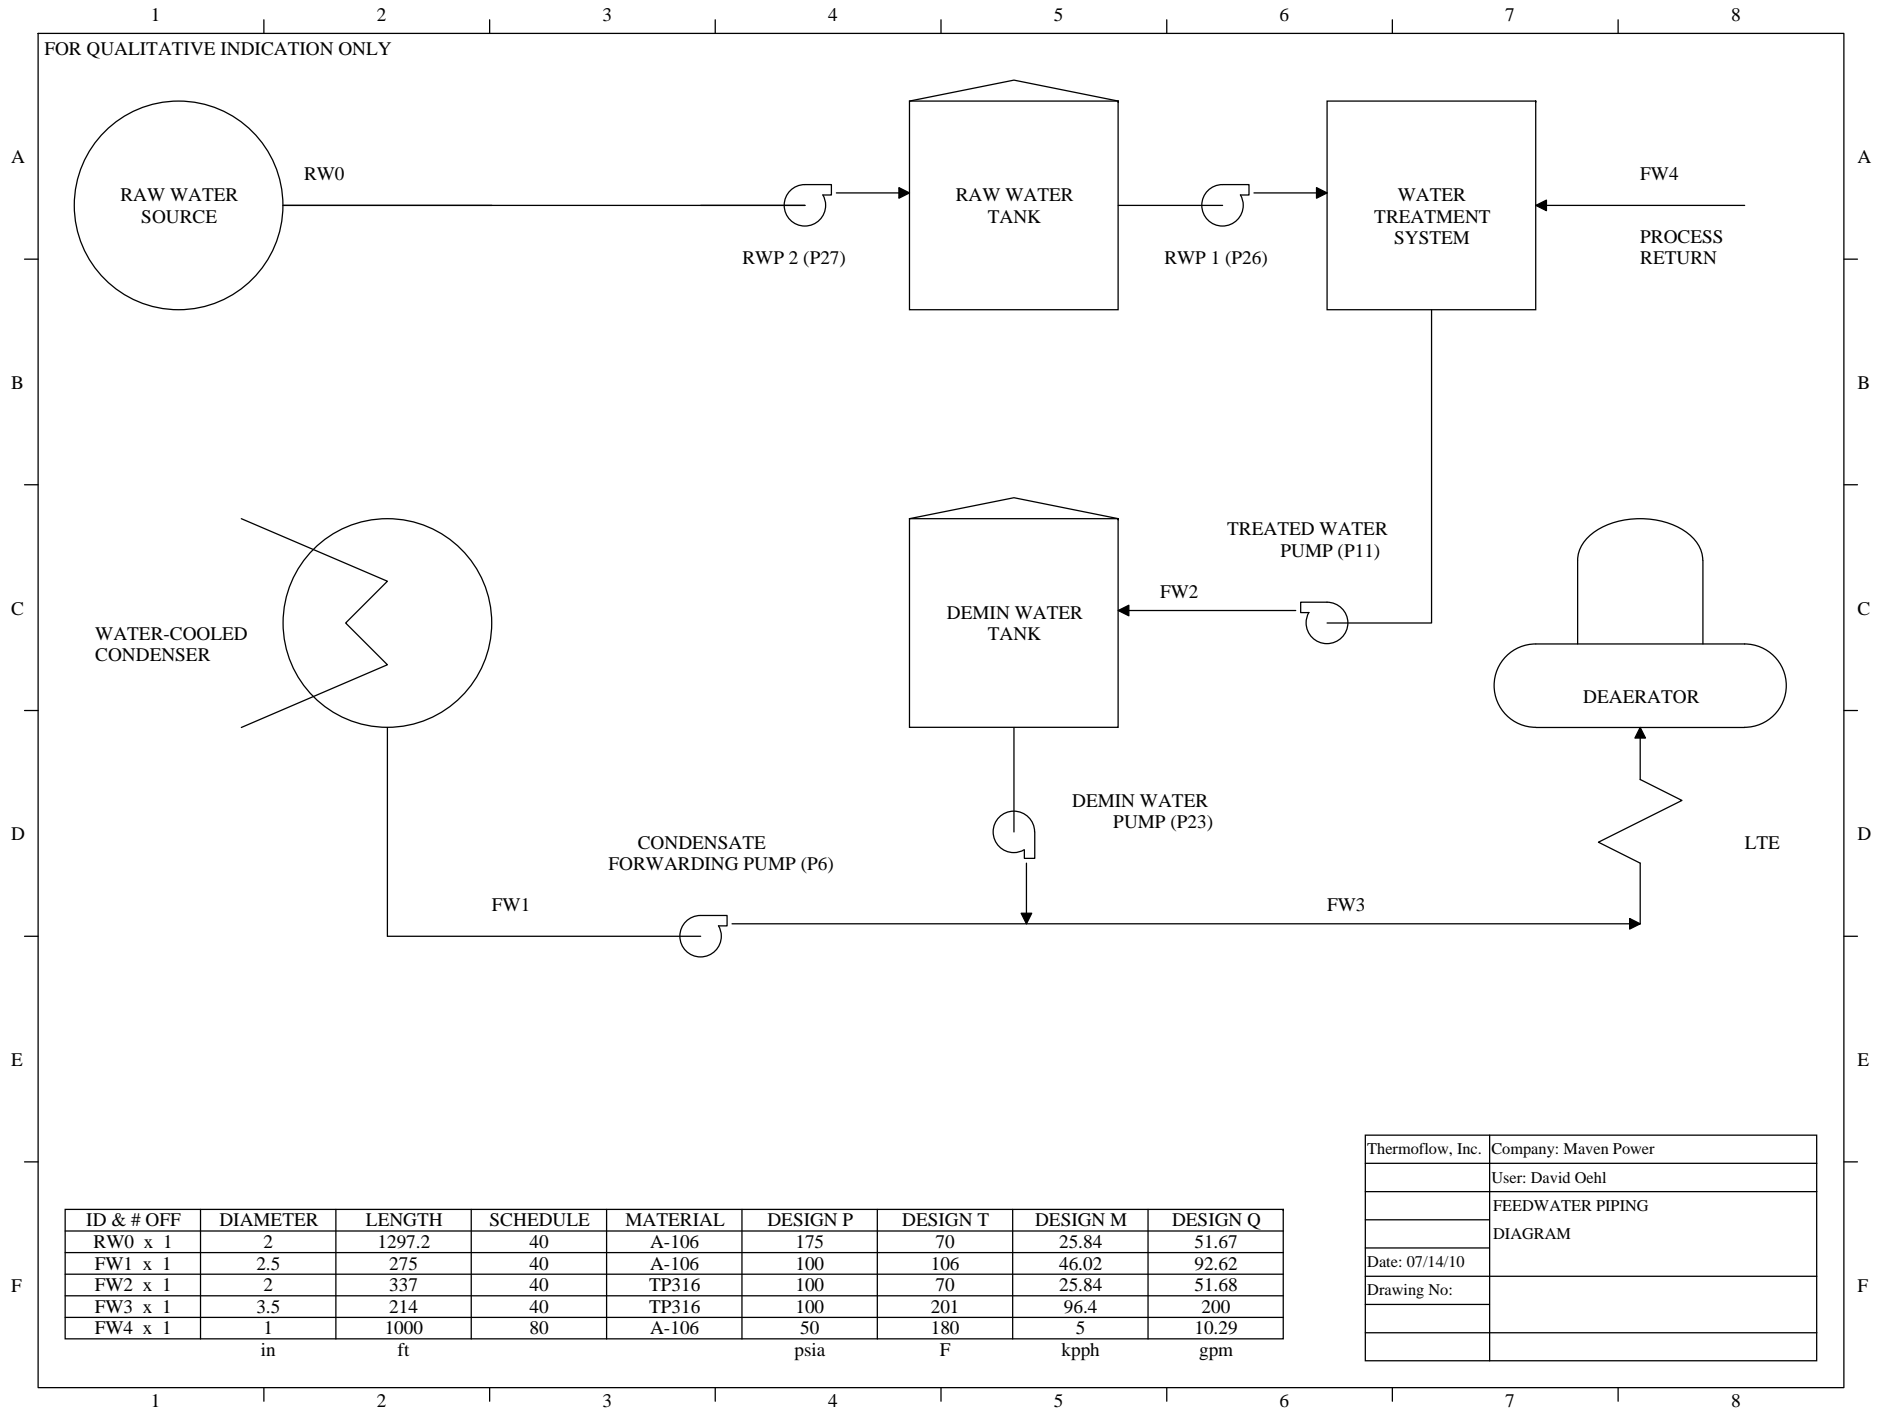 1 2 3 4 5 6 7 8
FOR QUALITATIVE INDICATION ONLY
A
RAW WATER
SOURCE
RW0
RWP 2 (P27)
RAW WATER
TANK
RWP 1 (P26)
WATER
TREATMENT
SYSTEM
FW4
PROCESS
RETURN
A
B
B
C
WATER-COOLED
CONDENSER
DEMIN WATER
TANK
FW2
TREATED WATER
PUMP (P11)
DEAERATOR
C
D
CONDENSATE
FORWARDING PUMP (P6)
DEMIN WATER
PUMP (P23)
LTE
D
FW1
FW3
E
E
Thermoflow, Inc. Company: Maven Power
User: David Oehl
FEEDWATER PIPING
DIAGRAM
Date: 07/14/10
Drawing No:
F
F
ID & # OFF DIAMETER LENGTH SCHEDULE MATERIAL DESIGN P DESIGN T DESIGN M DESIGN Q
RW0 x 1 2 1297.2 40 A-106 175 70 25.84 51.67
FW1 x 1 2.5 275 40 A-106 100 106 46.02 92.62
FW2 x 1 2 337 40 TP316 100 70 25.84 51.68
FW3 x 1 3.5 214 40 TP316 100 201 96.4 200
FW4 x 1 1 1000 80 A-106 50 180 5 10.29
in ft psia F kpph gpm
1 2 3 4 5 6 7 8